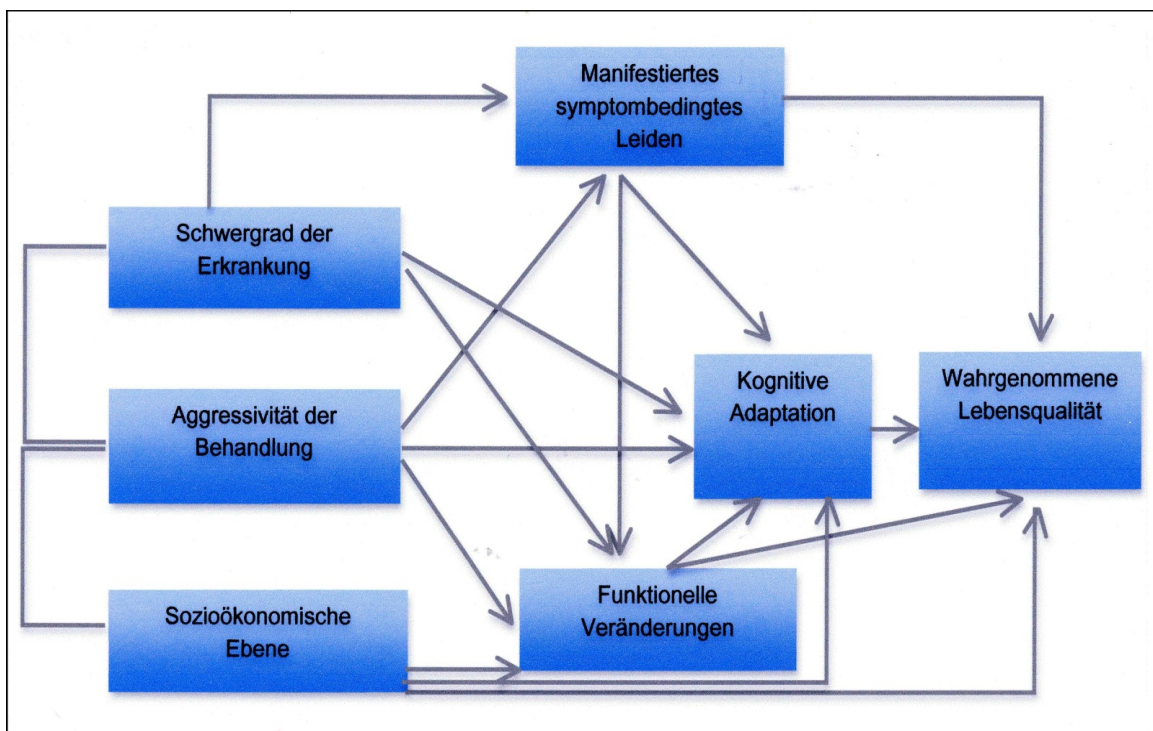 Manifestiertes
symptombedingtes
Leiden
Schwergrad der
Erkrankung
Aggressivität der
Behandlung
Kognitive
Adaptation
Wahrgenommene
Lebensqualität
Sozioökonomische
Ebene
Funktionelle
Veränderungen